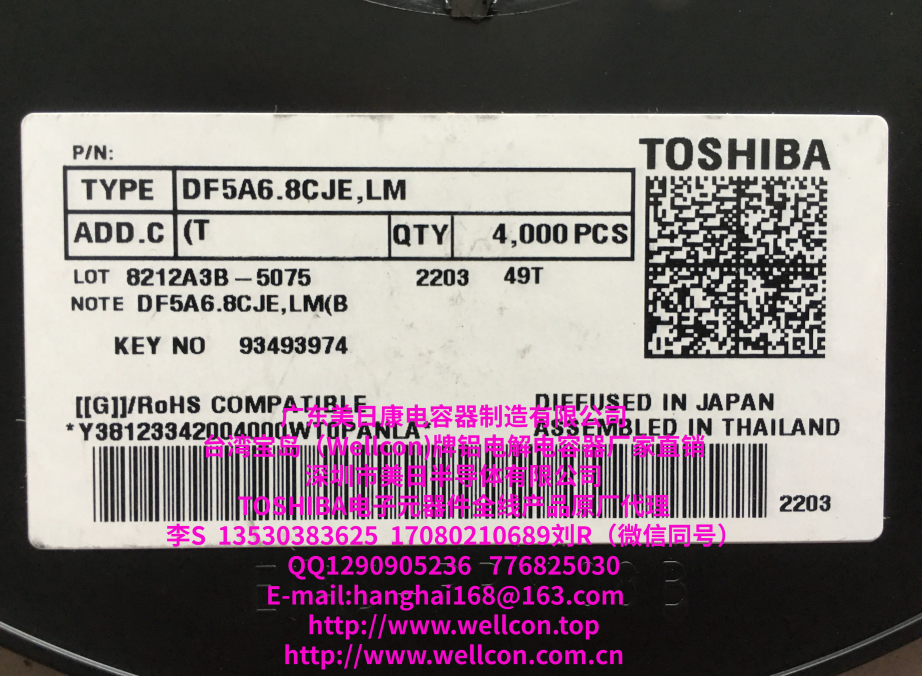 P/N:
TOSHIBA
TYPE DF5A6.8CJE,LM
ADD.C (T QTY 4,000 PCS
LOT 8212A3B-5075 2203 49T
NOTE DF5A6.8CJE,LM(B
KEY NO 93493974
[[G]]/RoHS COMPATIBLE DIFFUSED IN JAPAN
*Y38123342004000WT0PANLA* ASSEMBLED IN THAILAND
2203
广东美日康电容器制造有限公司
台湾宝岛 (Wellcon)牌铝电解电容器厂家直销
深圳市美日半导体有限公司
TOSHIBA电子元器件全线产品原厂代理
李S 13530383625 17080210689刘R（微信同号）
QQ1290905236 776825030
E-mail:hanghai168@163.com
http://www.wellcon.top
http://www.wellcon.com.cn